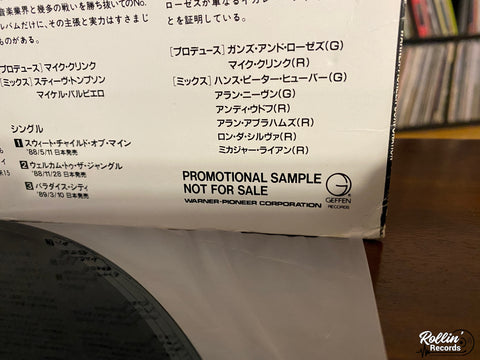 音楽業界と幾多の戦いを勝ち抜いてのNo.
アルバムだけに、その主張と実力はすさまじ
ものがある。
プロデュース］マイク・クリンク
ミックス］スティーヴ・トンプソン
マイケル・バルビエロ
シングル
1 スウィート・チャイルド・オブ・マイン
'88/5/11 日本発売
2 ウェルカム・トゥ・ザ・ジャングル
'88/11/28 日本発売
3 パラダイス・シティ
'89/3/10 日本発売
を証明している。
［プロデュース］ガンズ・アンド・ローゼズ(G)
マイク・クリンク(R)
［ミックス］ハンス・ピーター・ヒューバー(G)
アラン・ニーヴン(G)
アンディ・ウドフ(R)
アラン・アブラハムズ(R)
ロン・ダ・シルヴァ(R)
ミカジャー・ライアン(R)
PROMOTIONAL SAMPLE
NOT FOR SALE
WARNER-PIONEER CORPORATION
GEFFEN
RECORDS
Rollin'
Records